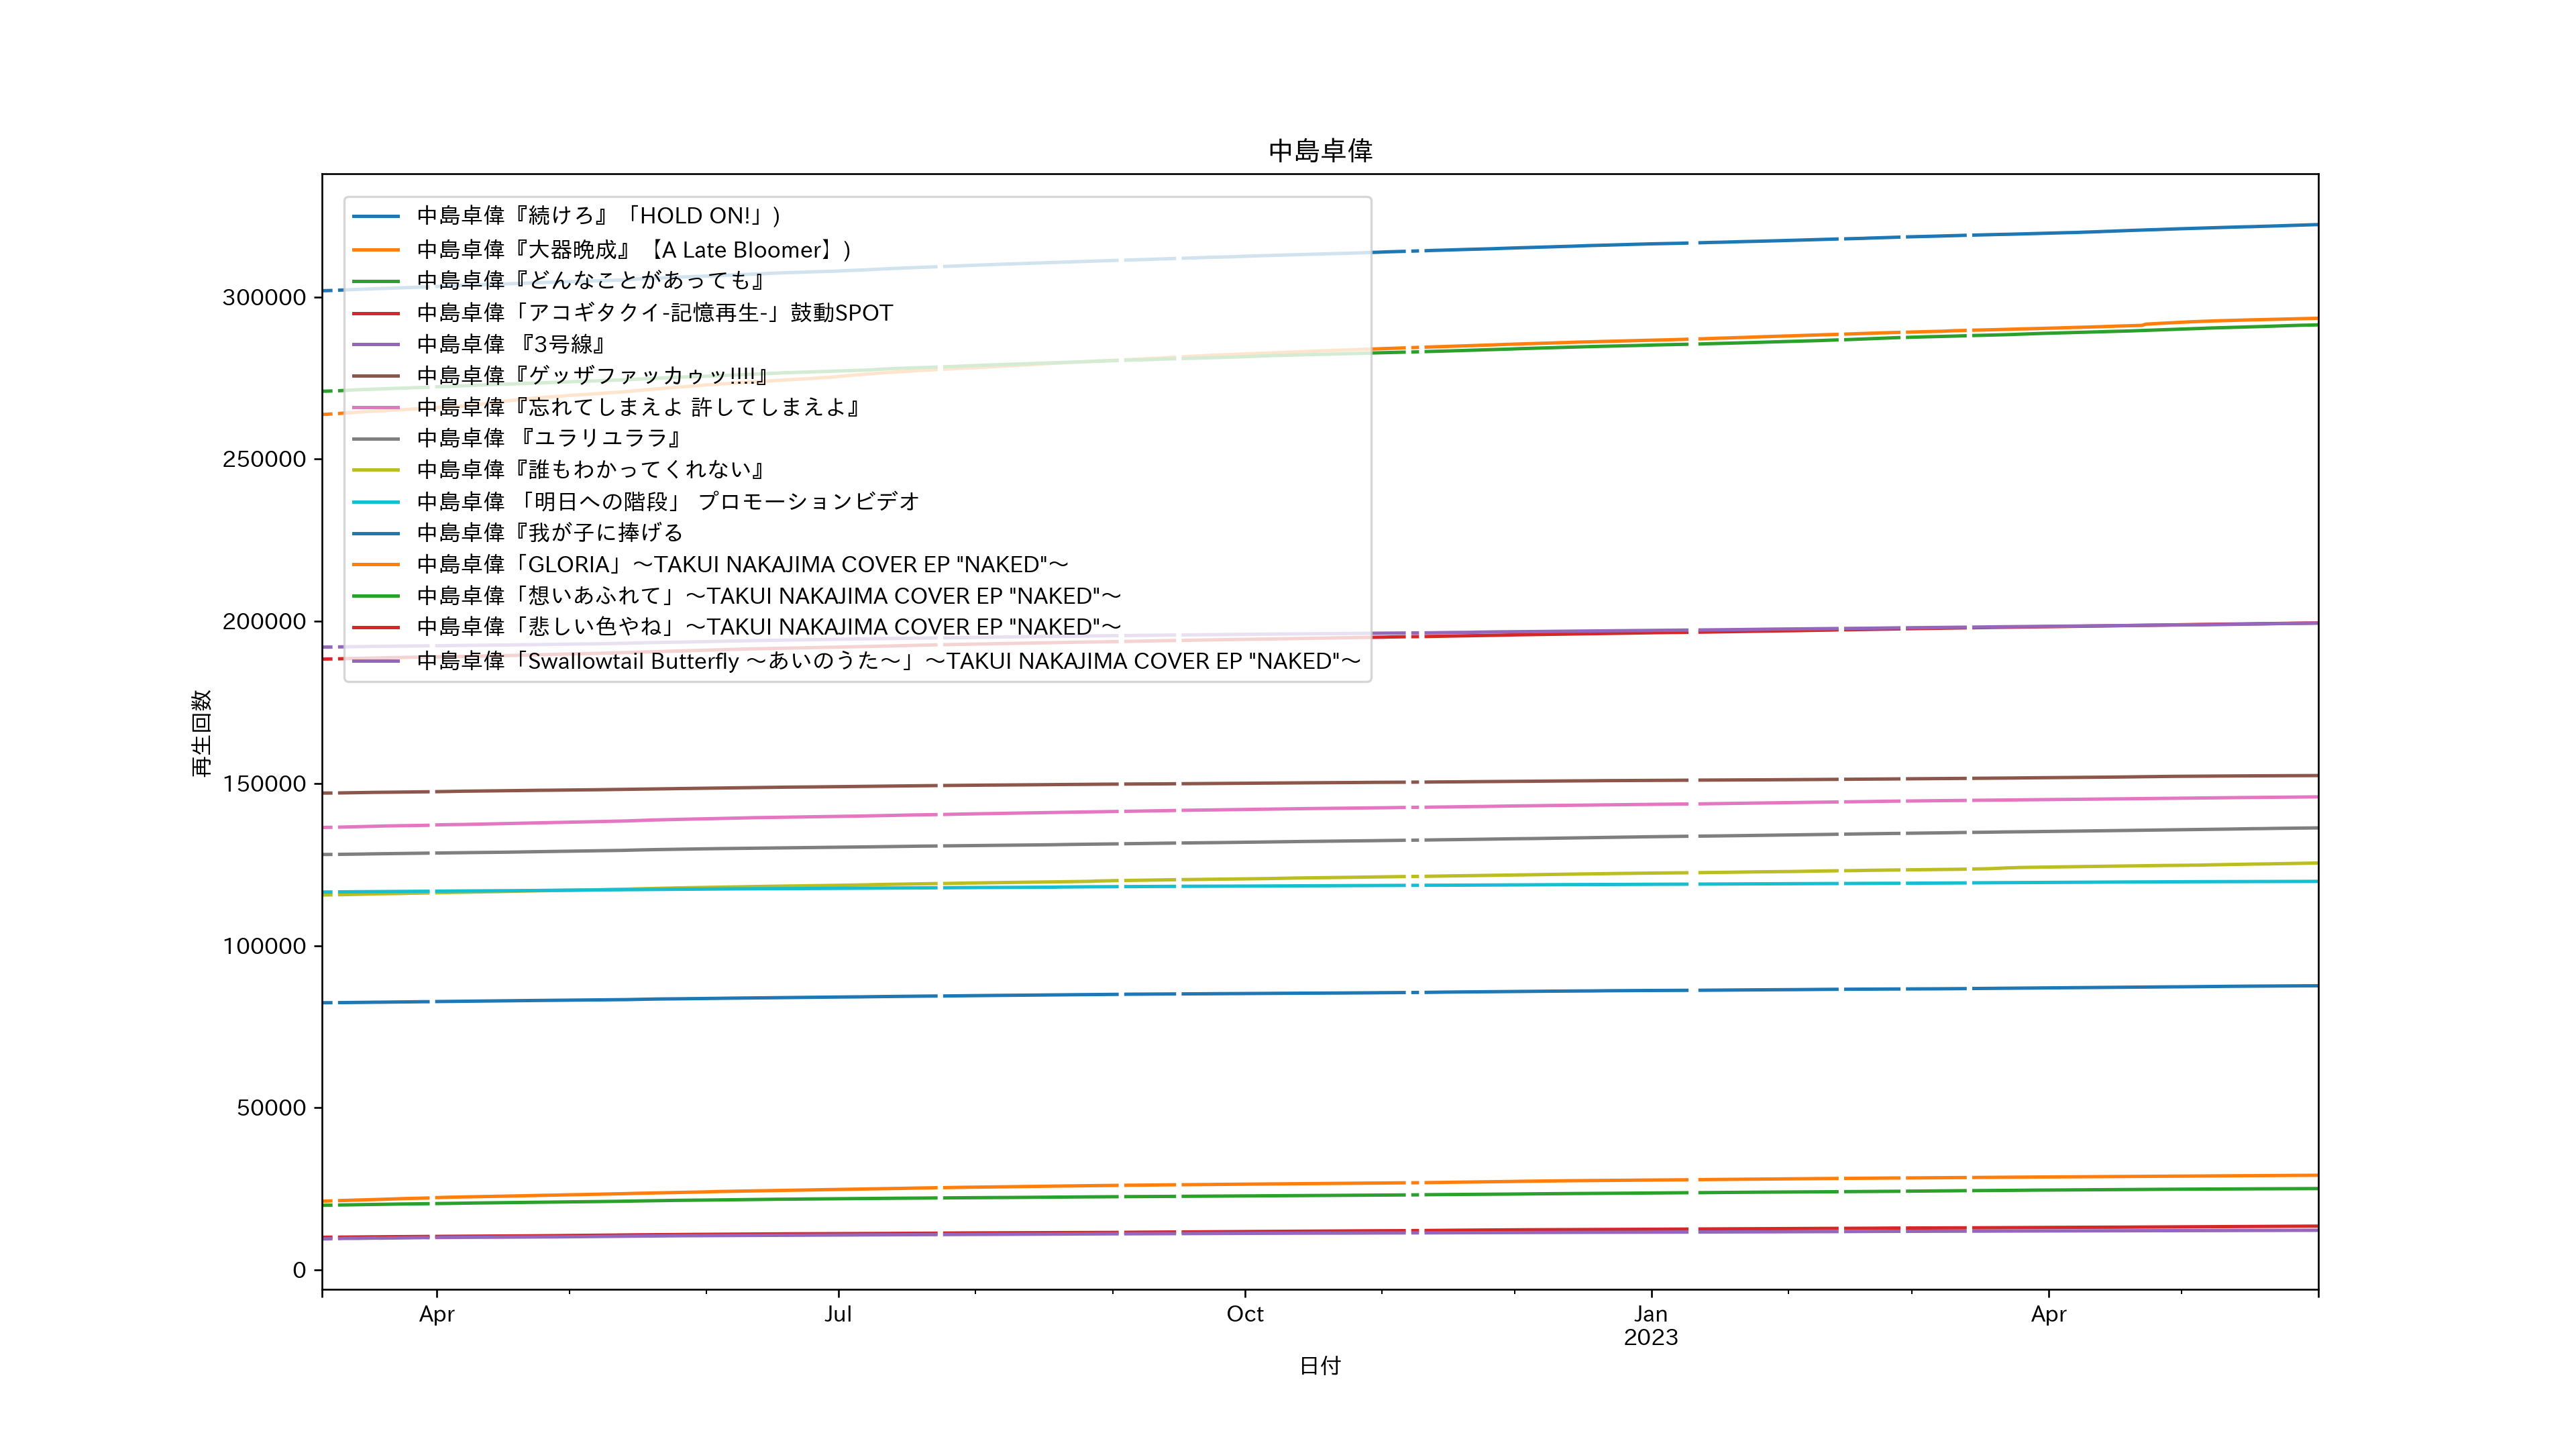 中島卓偉
中島卓偉『続けろ』「HOLD ON!」)
中島卓偉『大器晩成』【A Late Bloomer】)
中島卓偉『どんなことがあっても』
中島卓偉「アコギタクイ-記憶再生-」鼓動SPOT
中島卓偉 『3号線』
中島卓偉『ゲッザファッカゥッ!!!!』
中島卓偉『忘れてしまえよ 許してしまえよ』
中島卓偉 『ユラリユララ』
中島卓偉『誰もわかってくれない』
中島卓偉 「明日への階段」 プロモーションビデオ
中島卓偉『我が子に捧げる
中島卓偉「GLORIA」〜TAKUI NAKAJIMA COVER EP "NAKED"〜
中島卓偉「想いあふれて」〜TAKUI NAKAJIMA COVER EP "NAKED"〜
中島卓偉「悲しい色やね」〜TAKUI NAKAJIMA COVER EP "NAKED"〜
中島卓偉「Swallowtail Butterfly 〜あいのうた〜」〜TAKUI NAKAJIMA COVER EP "NAKED"〜
300000
250000
200000
150000
100000
50000
0
再生回数
Apr
Jul
Oct
Jan
2023
Apr
日付